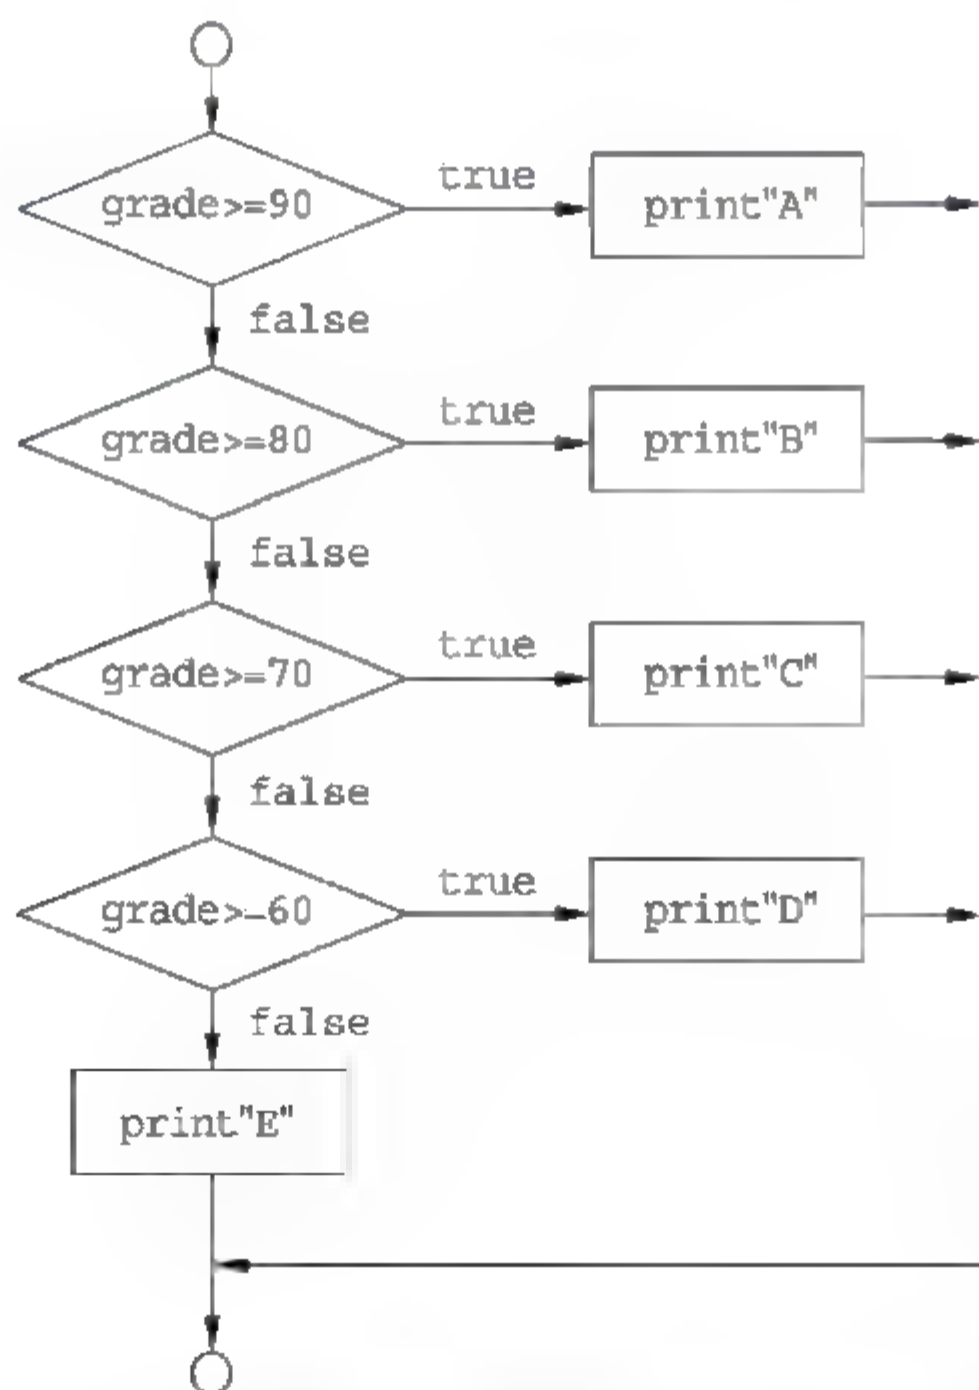 true
grade>=90
print"A"
false
true
grade>=80
print"B"
false
true
grade>=70
print"C"
false
true
grade>–60
print"D"
false
print"E"